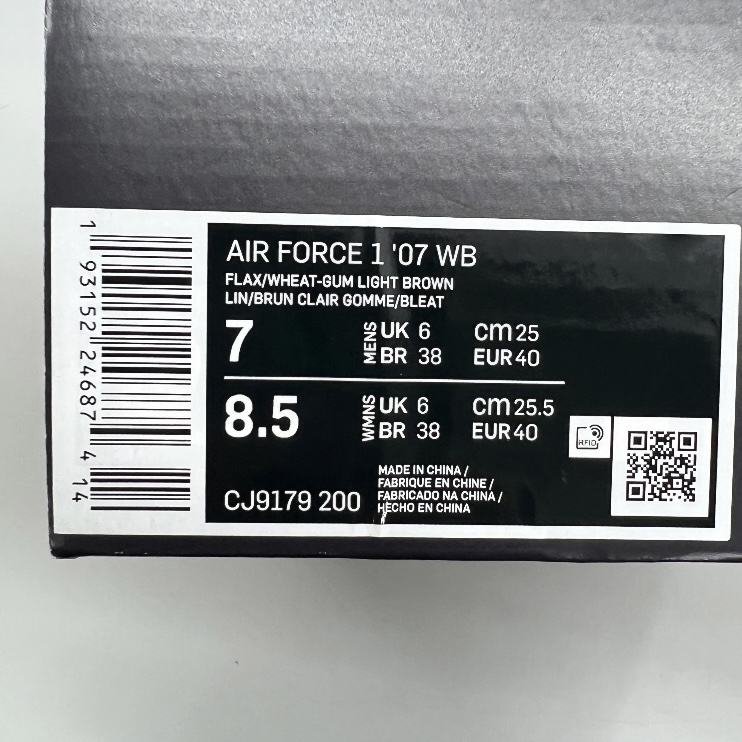 AIR FORCE 1 '07 WB
FLAX/WHEAT-GUM LIGHT BROWN
LIN/BRUN CLAIR GOMME/BLEAT
7 MENS UK 6 cm 25
BR 38 EUR 40
8.5 WMNS UK 6 cm 25.5
BR 38 EUR 40
RFID
MADE IN CHINA /
FABRIQUE EN CHINE /
FABRICADO NA CHINA /
HECHO EN CHINA
CJ9179 200
1 93152 24687 4 14